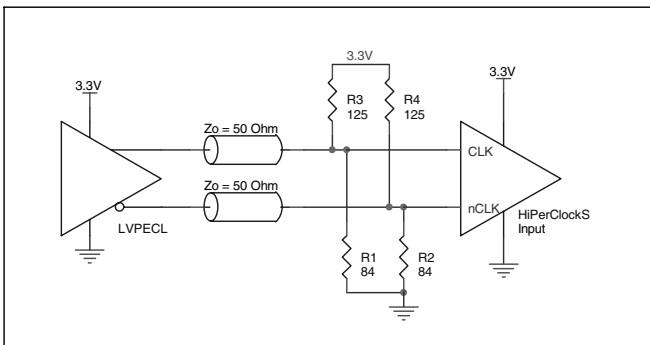 3.3V
3.3V
3.3V
R3
125
R4
125
Zo = 50 Ohm
CLK
Zo = 50 Ohm
nCLK
LVPECL
HiPerClockS
Input
R1
84
R2
84